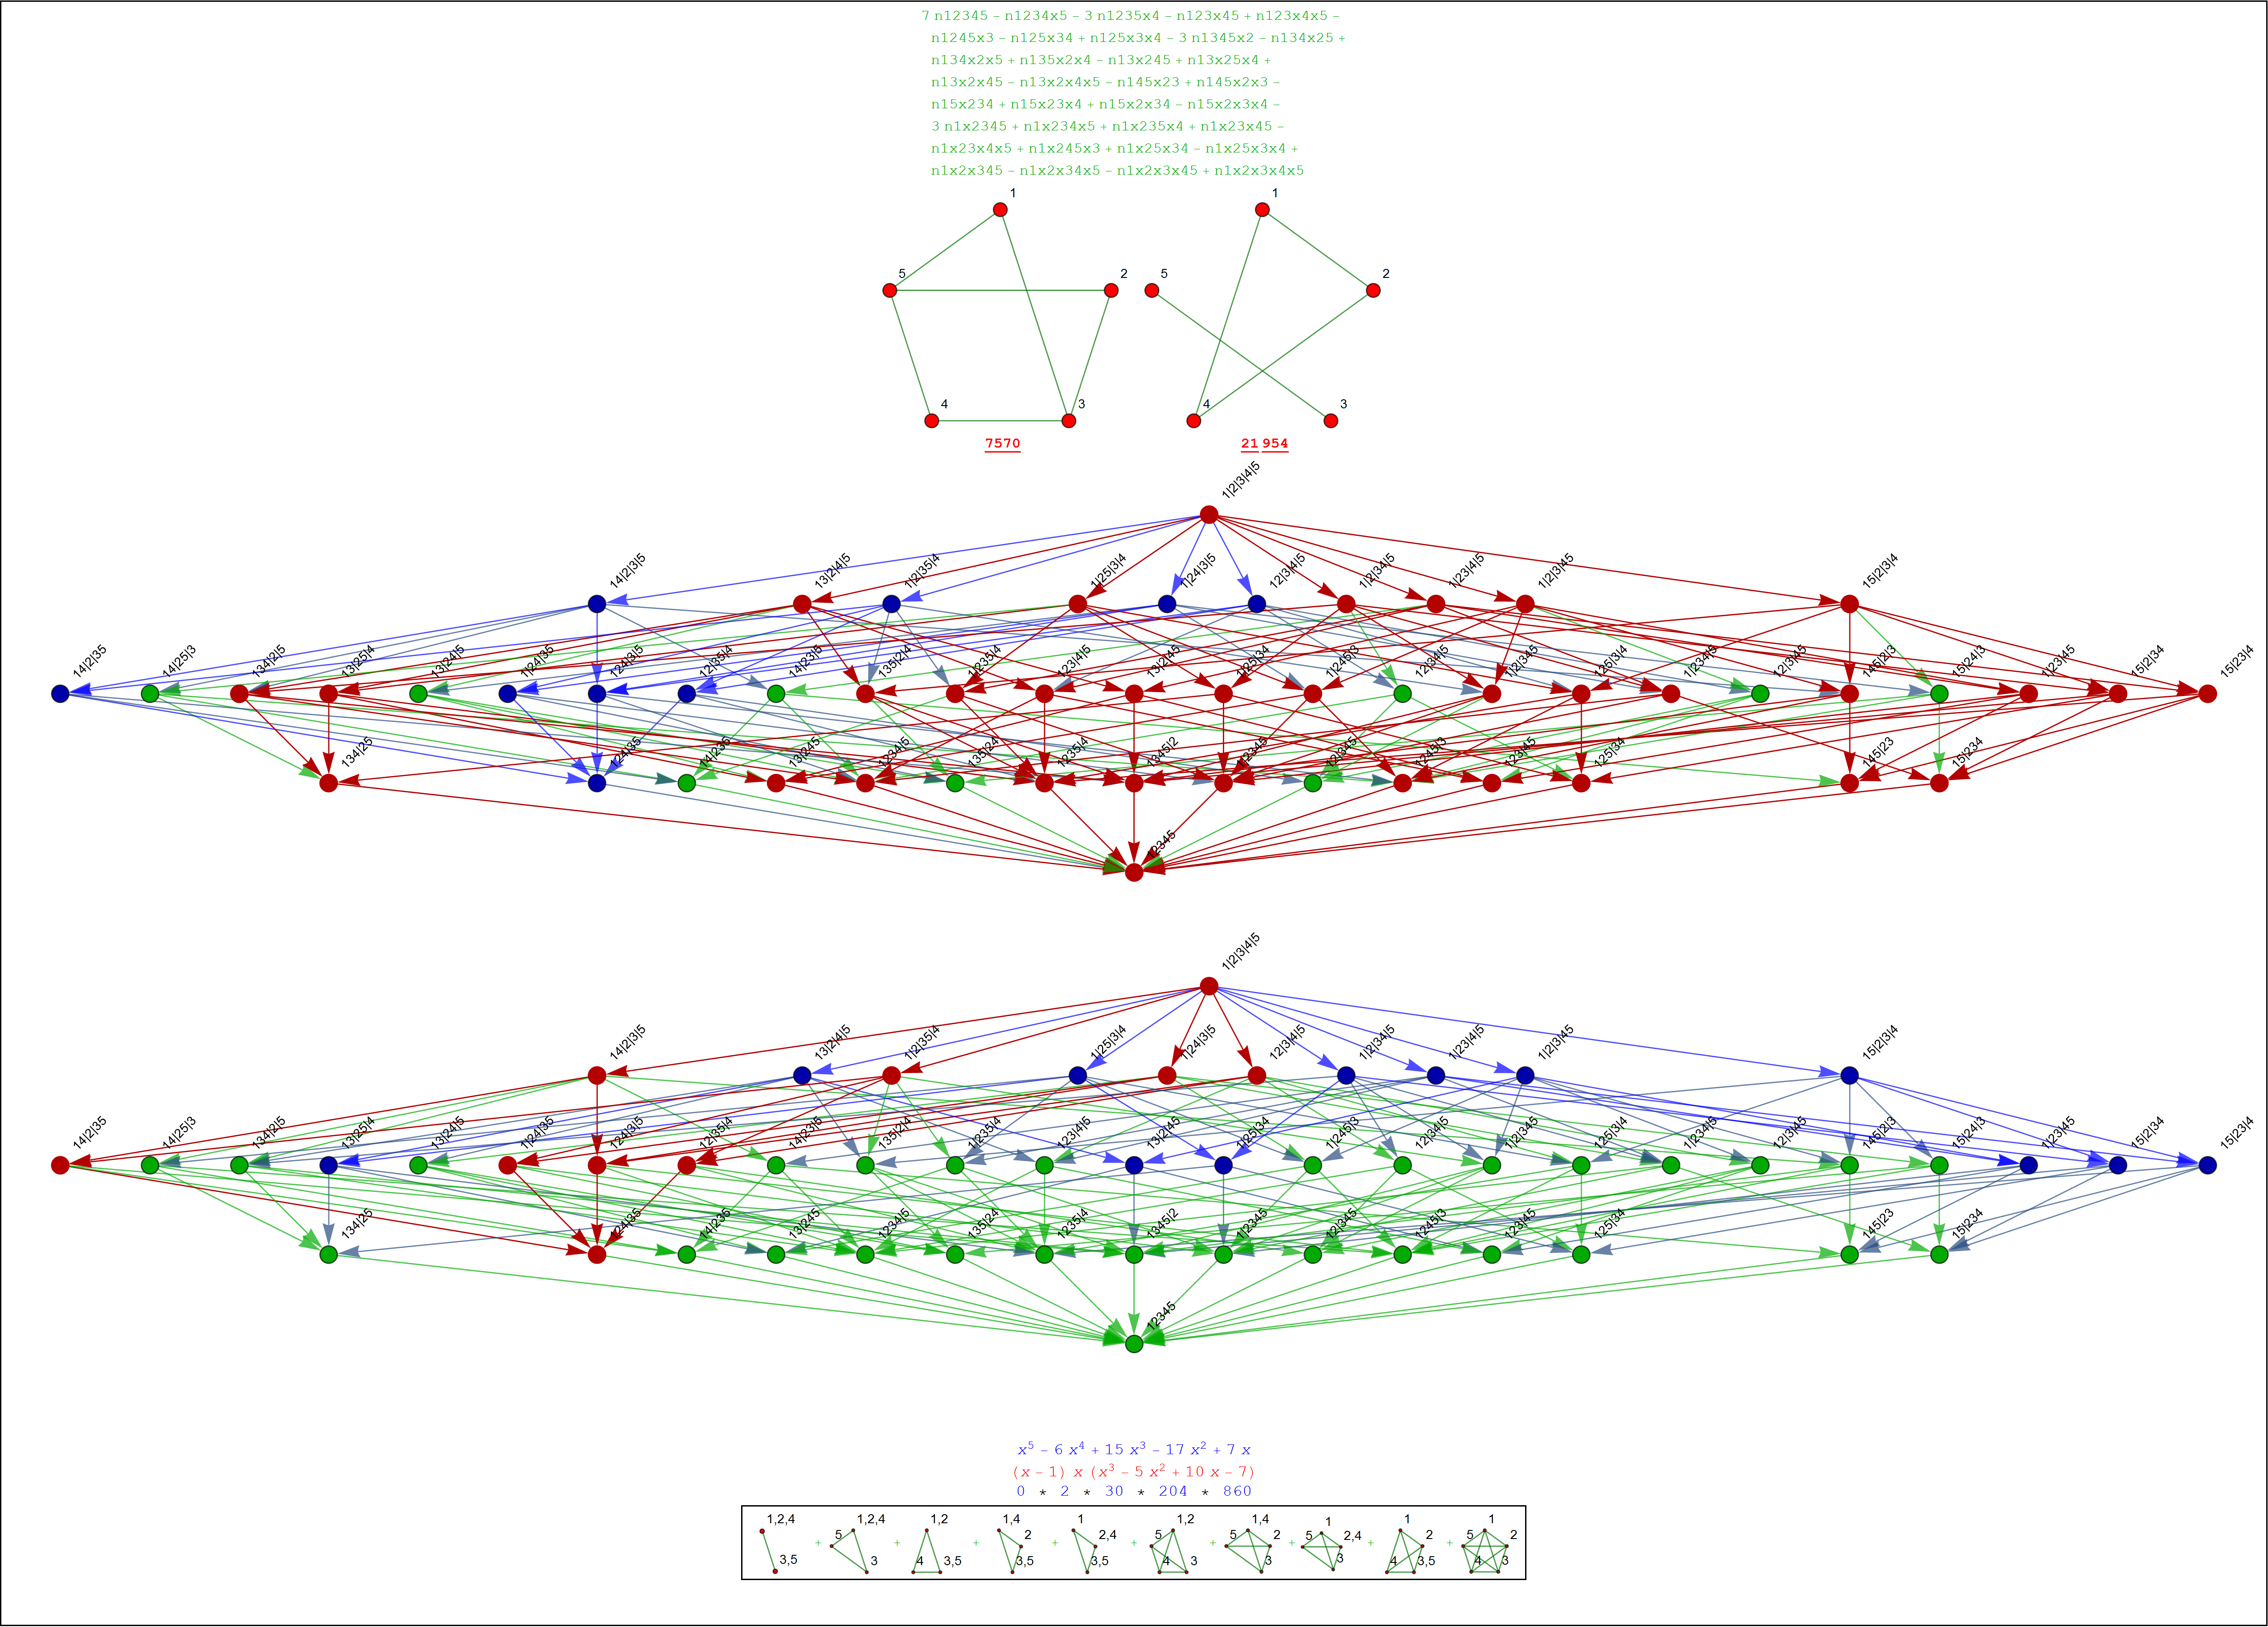 7 n12345 − n1234x5 − 3 n1235x4 − n123x45 + n123x4x5 −
n1245x3 − n125x34 + n125x3x4 − 3 n1345x2 − n134x25 +
n134x2x5 + n135x2x4 − n13x245 + n13x25x4 +
n13x2x45 − n13x2x4x5 − n145x23 + n145x2x3 −
n15x234 + n15x23x4 + n15x2x34 − n15x2x3x4 −
3 n1x2345 + n1x234x5 + n1x235x4 + n1x23x45 −
n1x23x4x5 + n1x245x3 + n1x25x34 − n1x25x3x4 +
n1x2x345 − n1x2x34x5 − n1x2x3x45 + n1x2x3x4x5
1 1
5 2 5 2
4 3 4 3
7570 21 954
1|2|3|4|5
14|2|3|5 13|2|4|5 1|2|35|4 1|25|3|4 1|24|3|5 12|3|4|5 1|2|34|5 1|23|4|5 1|2|3|45 15|2|3|4
14|2|35 14|25|3 134|2|5 13|25|4 13|24|5 1|24|35 124|3|5 12|35|4 14|23|5 135|2|4 1|235|4 123|4|5 13|2|45 1|25|34 1|245|3 12|34|5 1|2|345 125|3|4 1|234|5 12|3|45 145|2|3 15|24|3 1|23|45 15|2|34 15|23|4
134|25 124|35 14|235 13|245 1234|5 135|24 1235|4 1345|2 1|2345 12|345 1245|3 123|45 125|34 145|23 15|234
12345
1|2|3|4|5
14|2|3|5 13|2|4|5 1|2|35|4 1|25|3|4 1|24|3|5 12|3|4|5 1|2|34|5 1|23|4|5 1|2|3|45 15|2|3|4
14|2|35 14|25|3 134|2|5 13|25|4 13|24|5 1|24|35 124|3|5 12|35|4 14|23|5 135|2|4 1|235|4 123|4|5 13|2|45 1|25|34 1|245|3 12|34|5 1|2|345 125|3|4 1|234|5 12|3|45 145|2|3 15|24|3 1|23|45 15|2|34 15|23|4
134|25 124|35 14|235 13|245 1234|5 135|24 1235|4 1345|2 1|2345 12|345 1245|3 123|45 125|34 145|23 15|234
12345
x⁵ − 6 x⁴ + 15 x³ − 17 x² + 7 x
(x − 1) x (x³ − 5 x² + 10 x − 7)
0 * 2 * 30 * 204 * 860
1,2,4 3,5 + 5 1,2,4 3 + 1,2 4 3,5 + 1,4 2 3,5 + 1 2,4 3,5 + 1,2 5 4 3 + 1,4 5 2 3 + 1 5 2,4 3 + 1 2 4 3,5 + 1 5 2 4 3